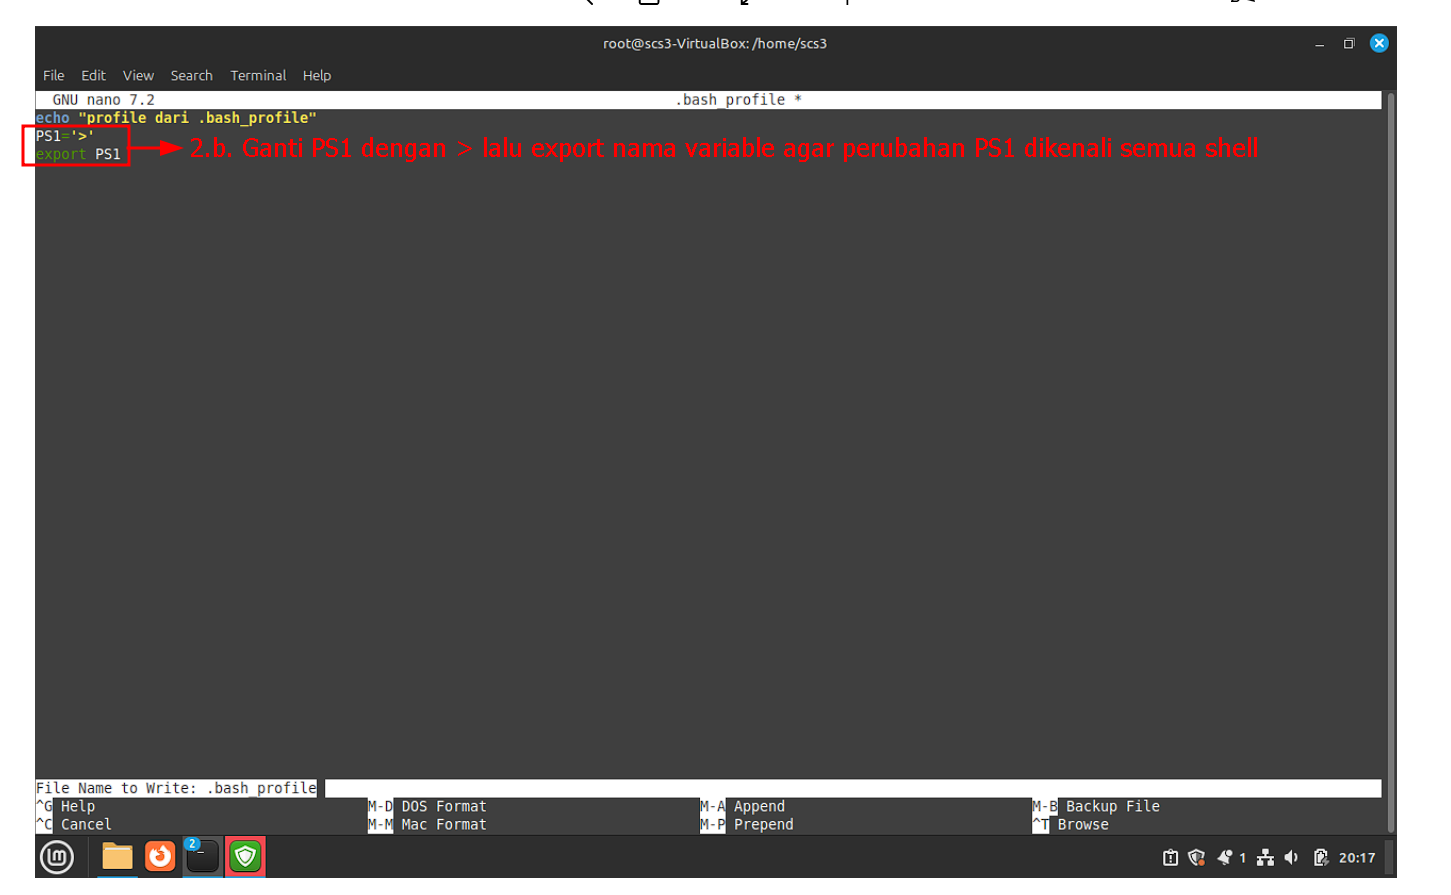 root@scs3-VirtualBox: /home/scs3
File Edit View Search Terminal Help
GNU nano 7.2 .bash_profile *
echo "profile dari .bash_profile"
PS1='>'
export PS1
2.b. Ganti PS1 dengan > lalu export nama variable agar perubahan PS1 dikenali semua shell
File Name to Write: .bash_profile
^G Help M-D DOS Format M-A Append M-B Backup File
^C Cancel M-M Mac Format M-P Prepend ^T Browse
2
1 20:17